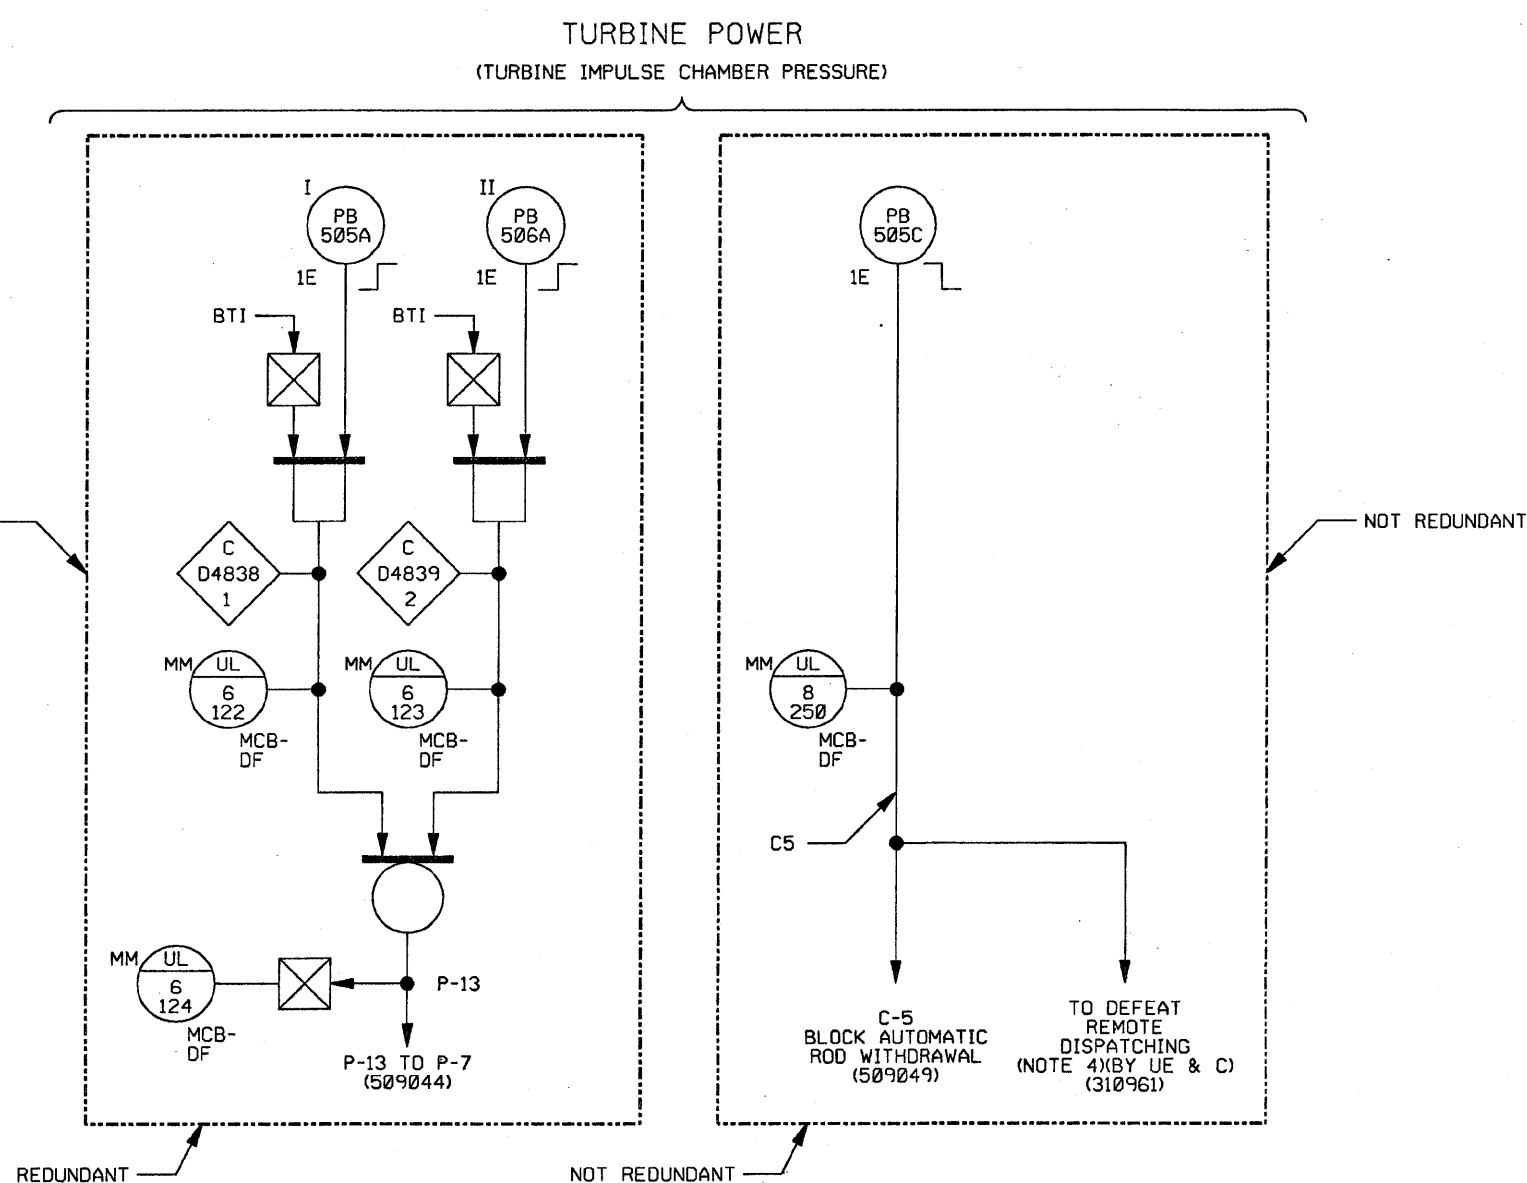 TURBINE POWER
(TURBINE IMPULSE CHAMBER PRESSURE)
I
PB
505A
1E
II
PB
506A
1E
PB
505C
1E
BTI
BTI
NOT REDUNDANT
C
D4838
1
C
D4839
2
MM
UL
6
122
MCB-
DF
MM
UL
6
123
MCB-
DF
MM
UL
8
250
MCB-
DF
C5
MM
UL
6
124
MCB-
DF
P-13
P-13 TO P-7
(509044)
C-5
BLOCK AUTOMATIC
ROD WITHDRAWAL
(509049)
TO DEFEAT
REMOTE
DISPATCHING
(NOTE 4)(BY UE & C)
(310961)
REDUNDANT
NOT REDUNDANT